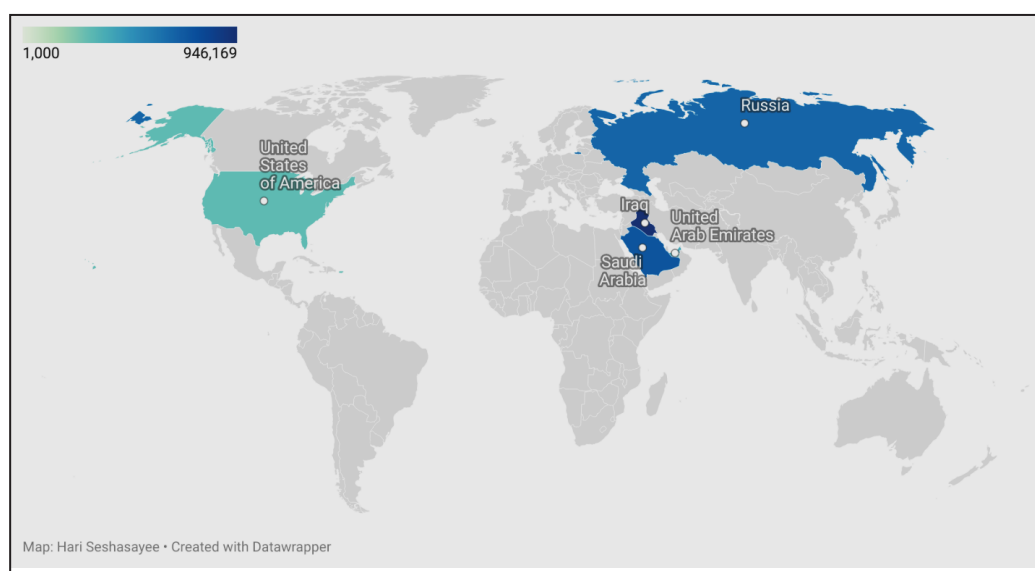 1,000 946,169
Russia
United
States
of America
Iraq
United
Arab Emirates
Saudi
Arabia
Map: Hari Seshasayee • Created with Datawrapper